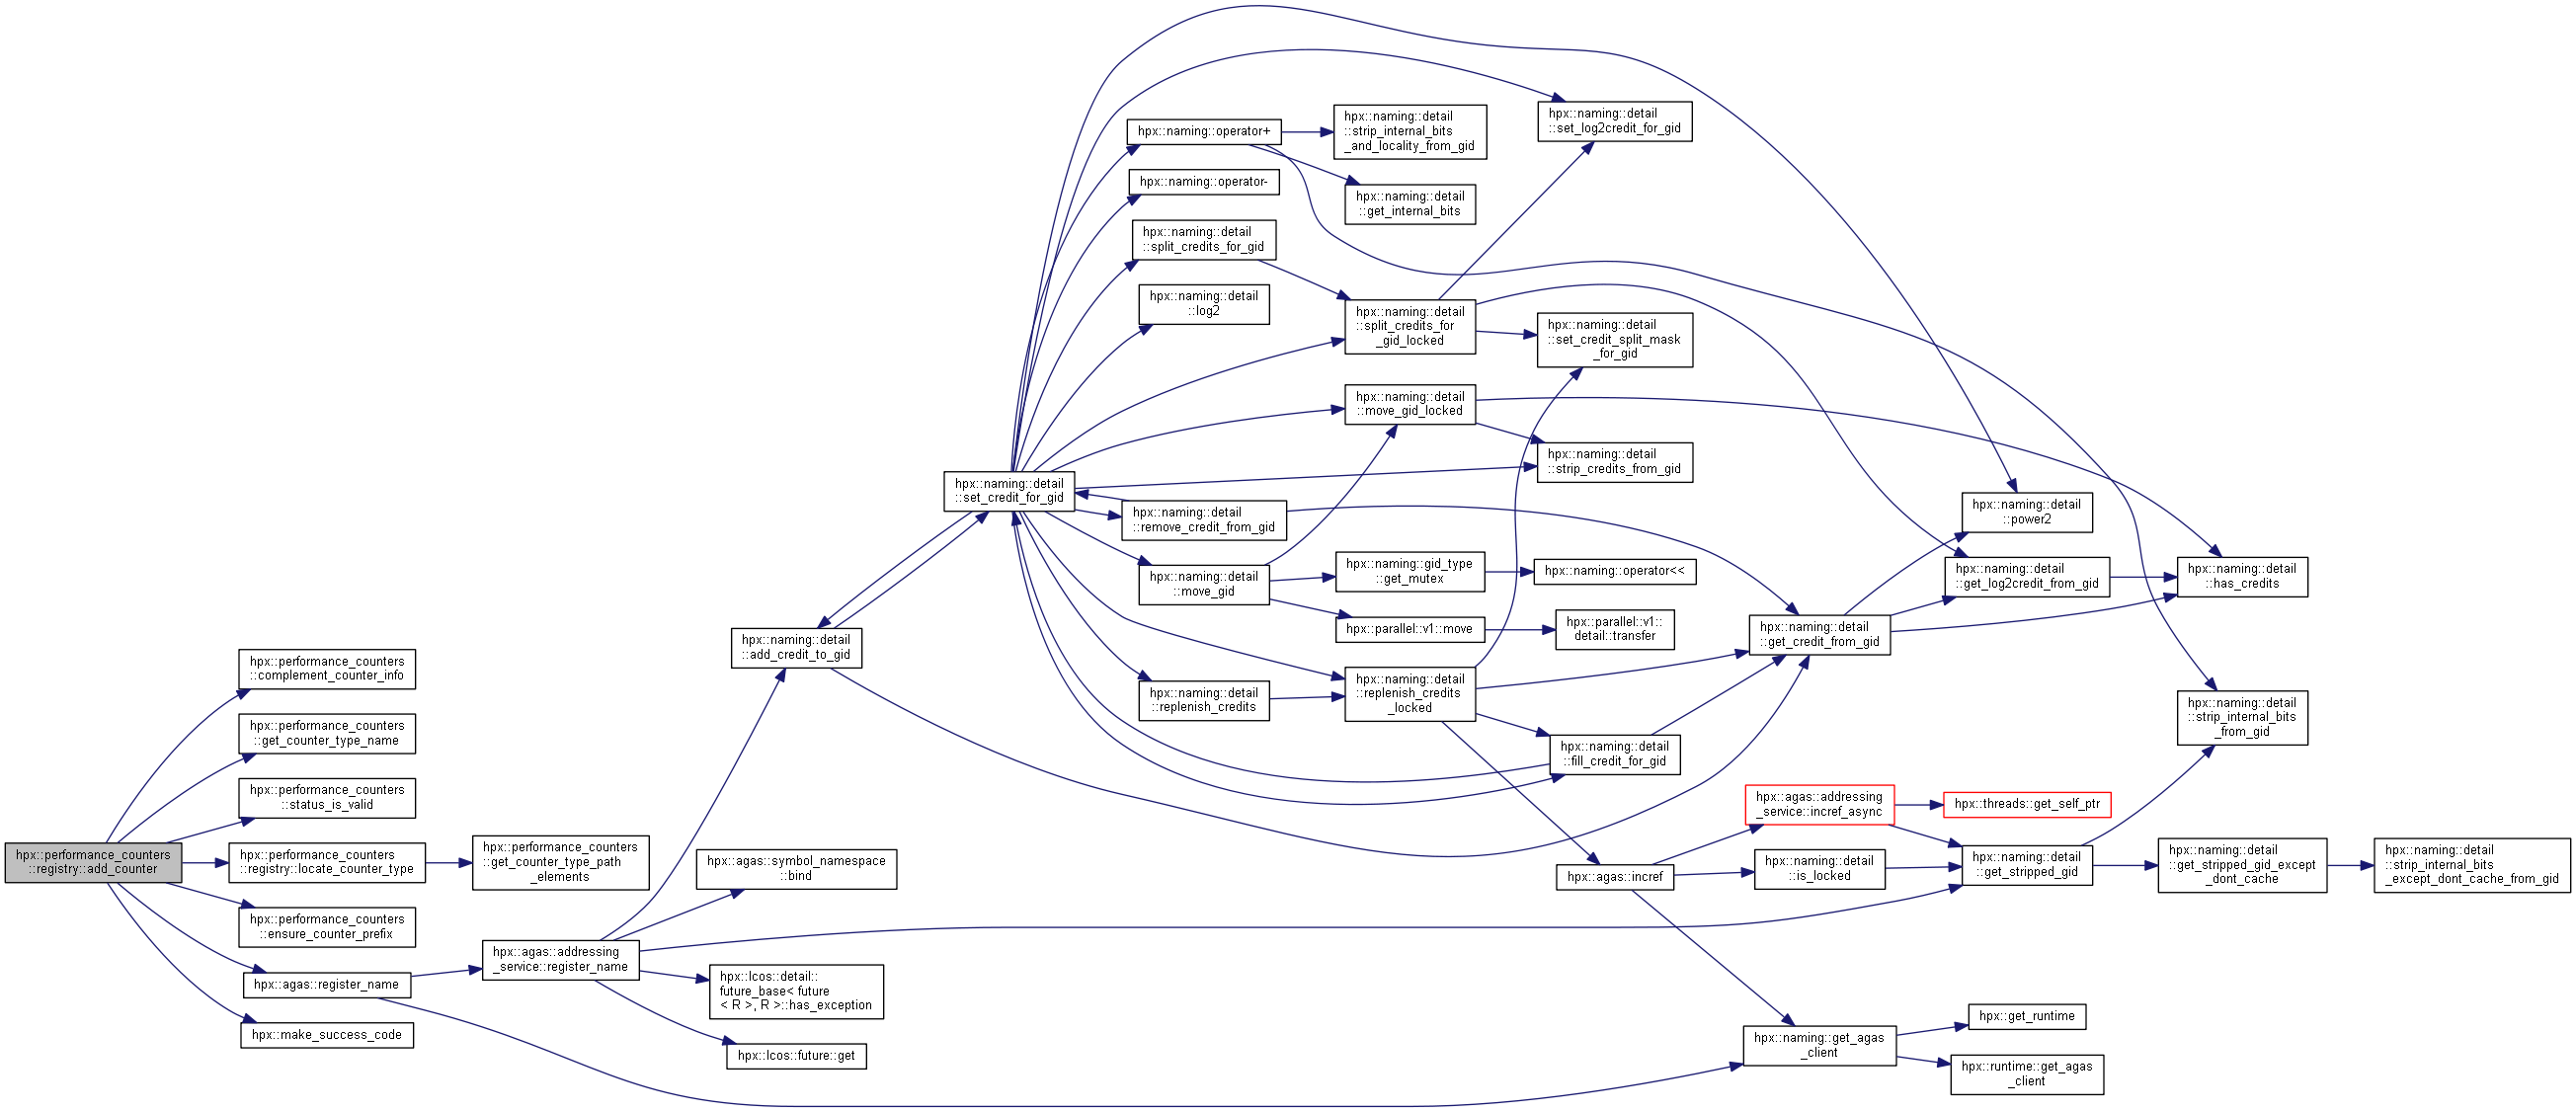 hpx::performance_counters
::registry::add_counter
hpx::performance_counters
::complement_counter_info
hpx::performance_counters
::get_counter_type_name
hpx::performance_counters
::status_is_valid
hpx::performance_counters
::registry::locate_counter_type
hpx::performance_counters
::get_counter_type_path
_elements
hpx::performance_counters
::ensure_counter_prefix
hpx::agas::register_name
hpx::make_success_code
hpx::agas::addressing
_service::register_name
hpx::naming::detail
::add_credit_to_gid
hpx::agas::symbol_namespace
::bind
hpx::lcos::detail::
future_base< future
< R >, R >::has_exception
hpx::lcos::future::get
hpx::naming::detail
::set_credit_for_gid
hpx::naming::operator+
hpx::naming::operator-
hpx::naming::detail
::split_credits_for_gid
hpx::naming::detail
::log2
hpx::naming::detail
::remove_credit_from_gid
hpx::naming::detail
::move_gid
hpx::naming::detail
::replenish_credits
hpx::naming::detail
::strip_internal_bits
_and_locality_from_gid
hpx::naming::detail
::get_internal_bits
hpx::naming::detail
::split_credits_for
_gid_locked
hpx::naming::detail
::move_gid_locked
hpx::naming::gid_type
::get_mutex
hpx::parallel::v1::move
hpx::naming::detail
::replenish_credits
_locked
hpx::naming::detail
::set_log2credit_for_gid
hpx::naming::detail
::set_credit_split_mask
_for_gid
hpx::naming::detail
::strip_credits_from_gid
hpx::naming::operator<<
hpx::parallel::v1::
detail::transfer
hpx::naming::detail
::fill_credit_for_gid
hpx::agas::incref
hpx::naming::detail
::get_credit_from_gid
hpx::agas::addressing
_service::incref_async
hpx::naming::detail
::is_locked
hpx::naming::get_agas
_client
hpx::naming::detail
::power2
hpx::naming::detail
::get_log2credit_from_gid
hpx::threads::get_self_ptr
hpx::naming::detail
::get_stripped_gid
hpx::get_runtime
hpx::runtime::get_agas
_client
hpx::naming::detail
::has_credits
hpx::naming::detail
::strip_internal_bits
_from_gid
hpx::naming::detail
::get_stripped_gid_except
_dont_cache
hpx::naming::detail
::strip_internal_bits
_except_dont_cache_from_gid